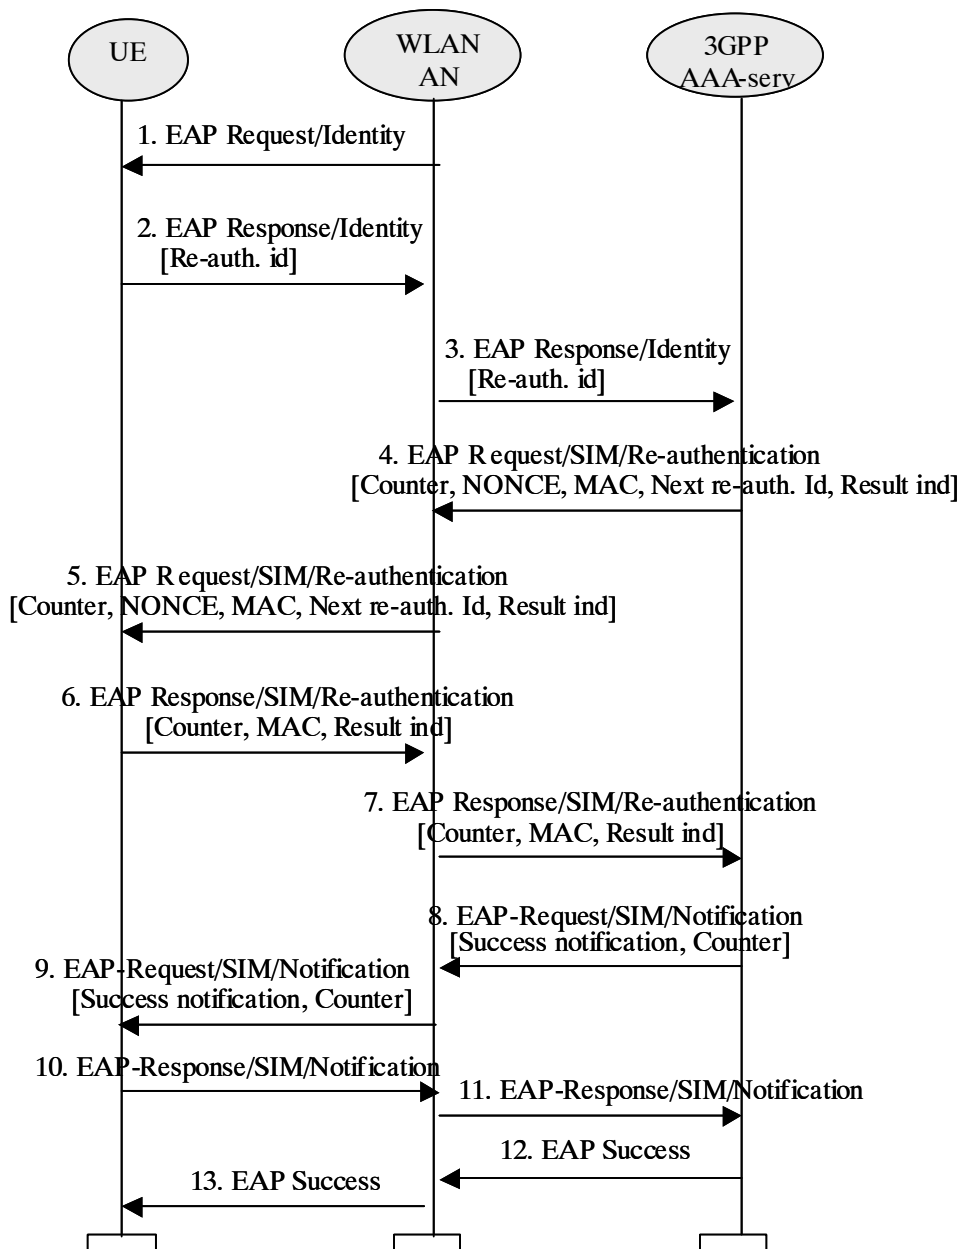 UE
WLAN
AN
3GPP
AAA-serv
1. EAP Request/Identity
2. EAP Response/Identity
[Re-auth. id]
3. EAP Response/Identity
[Re-auth. id]
4. EAP Request/SIM/Re-authentication
[Counter, NONCE, MAC, Next re-auth. Id, Result ind]
5. EAP Request/SIM/Re-authentication
[Counter, NONCE, MAC, Next re-auth. Id, Result ind]
6. EAP Response/SIM/Re-authentication
[Counter, MAC, Result ind]
7. EAP Response/SIM/Re-authentication
[Counter, MAC, Result ind]
8. EAP-Request/SIM/Notification
[Success notification, Counter]
9. EAP-Request/SIM/Notification
[Success notification, Counter]
10. EAP-Response/SIM/Notification
11. EAP-Response/SIM/Notification
12. EAP Success
13. EAP Success